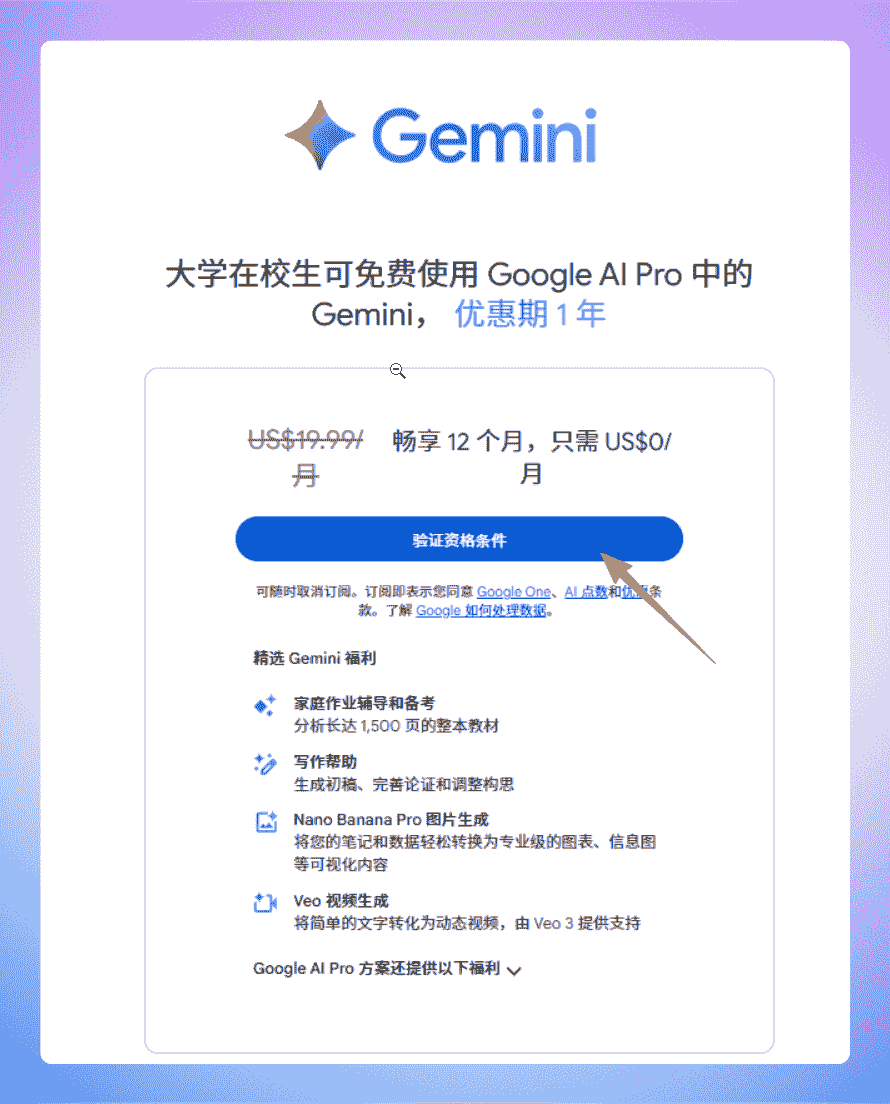 Gemini
大学在校生可免费使用 Google AI Pro 中的
Gemini， 优惠期 1 年
US$19.99/
月
畅享 12 个月，只需 US$0/
月
验证资格条件
可随时取消订阅。订阅即表示您同意 Google One、AI 点数和优惠条
款。了解 Google 如何处理数据。
精选 Gemini 福利
家庭作业辅导和备考
分析长达 1,500 页的整本教材
写作帮助
生成初稿、完善论证和调整构思
Nano Banana Pro 图片生成
将您的笔记和数据轻松转换为专业级的图表、信息图
等可视化内容
Veo 视频生成
将简单的文字转化为动态视频，由 Veo 3 提供支持
Google AI Pro 方案还提供以下福利